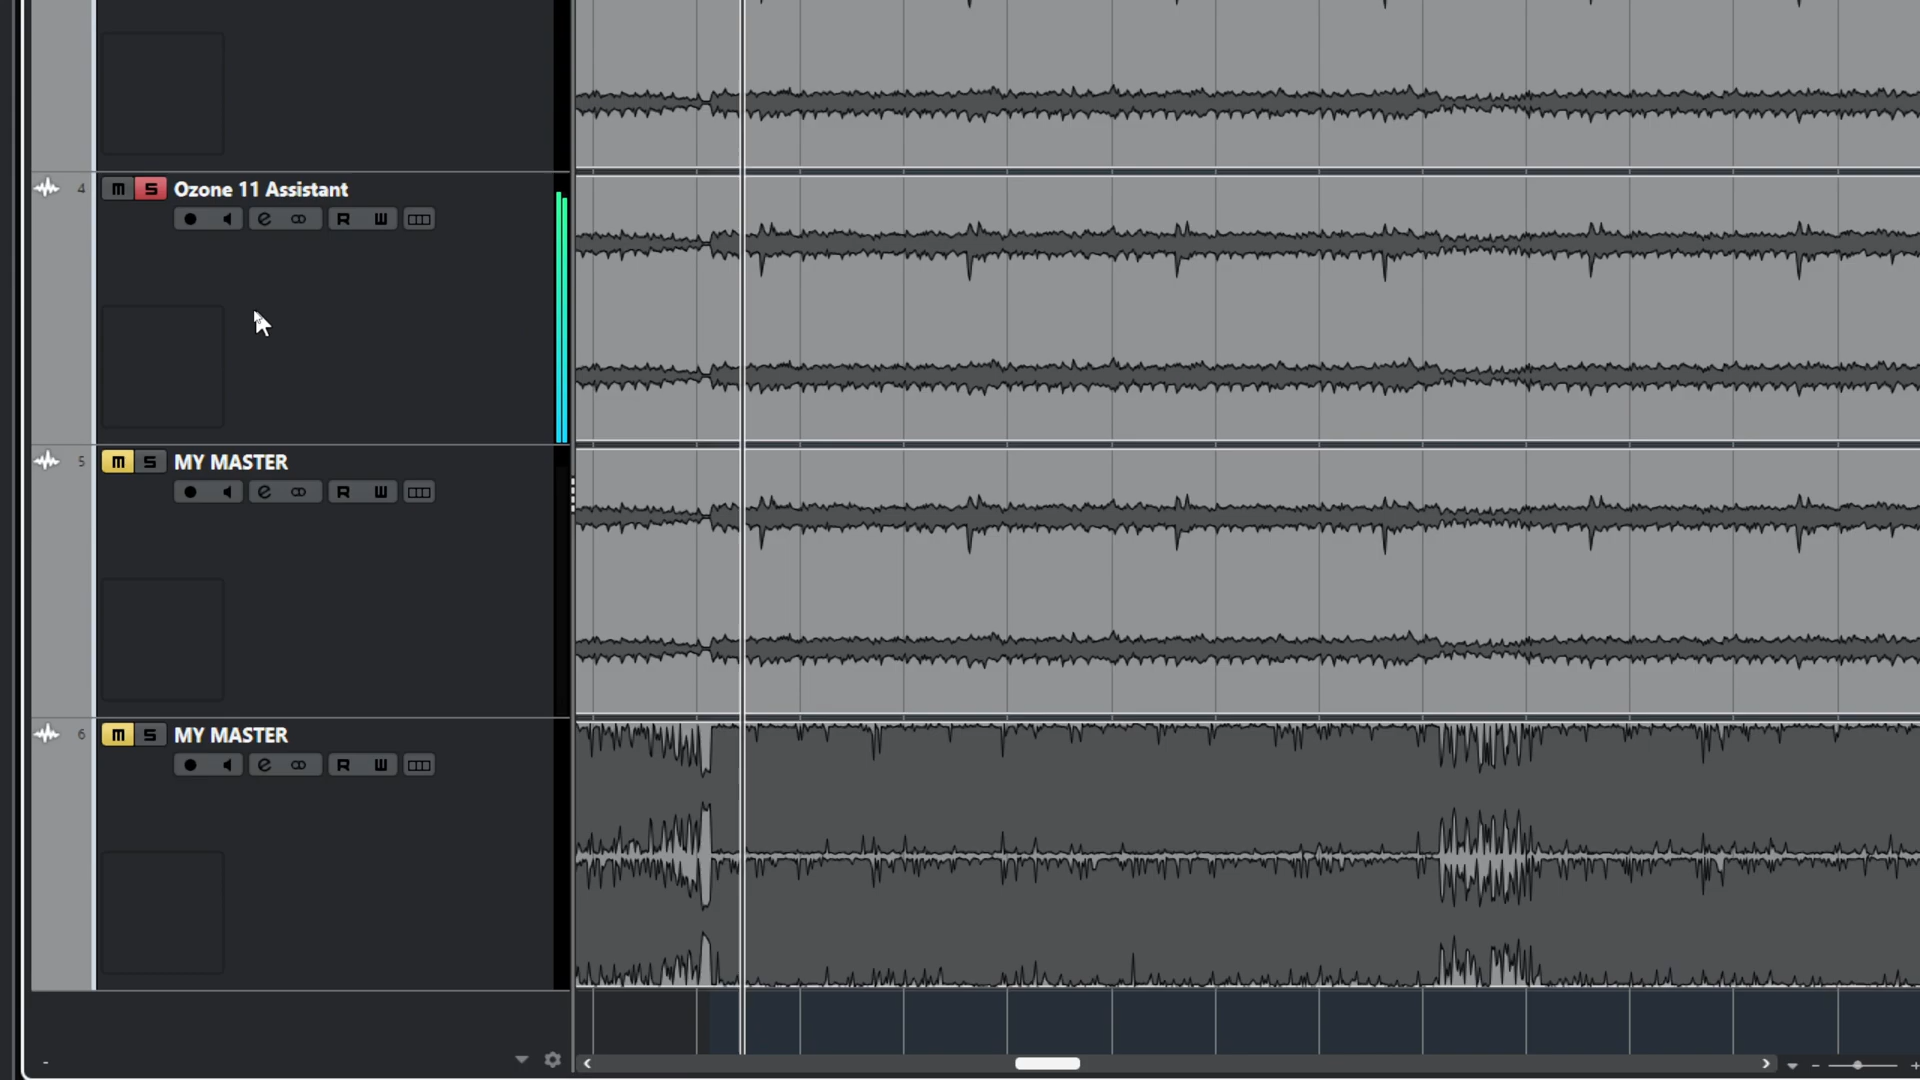 4 M S Ozone 11 Assistant
R W
5 M S MY MASTER
R W
6 M S MY MASTER
R W